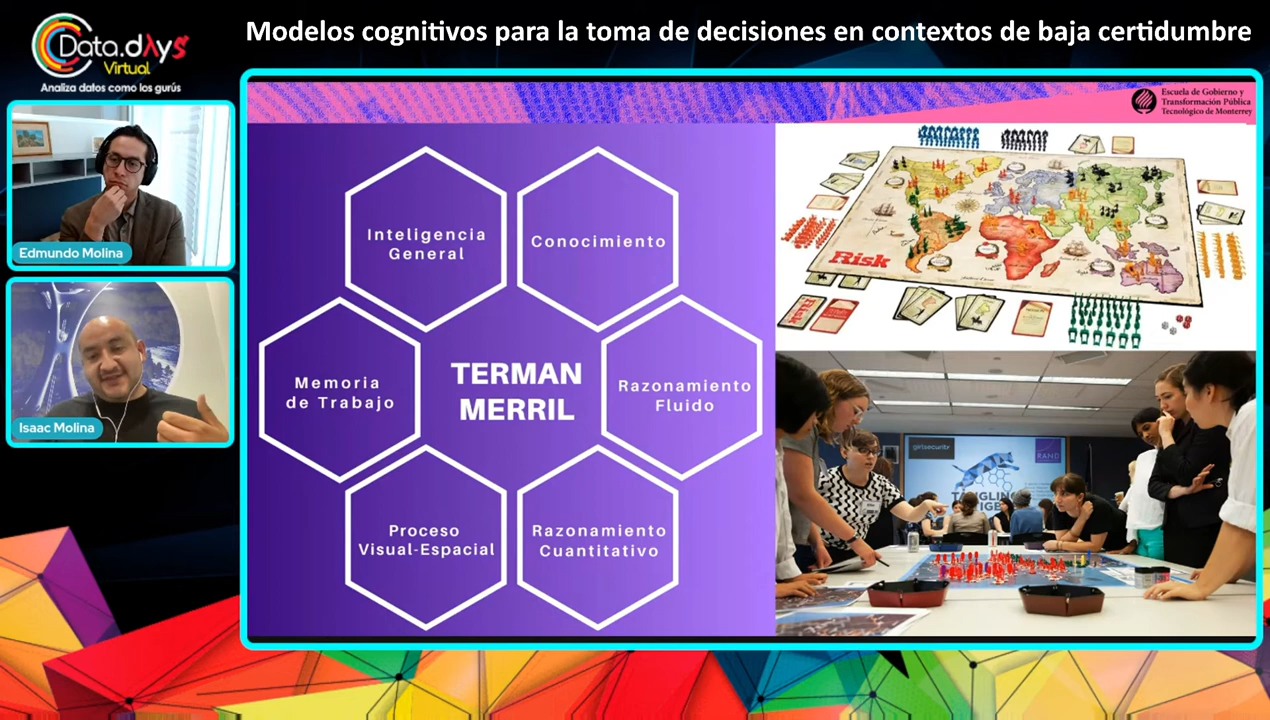 Modelos cognitivos para la toma de decisiones en contextos de baja certidumbre
Data.dAys
Virtual
Analiza datos como los gurús
Edmundo Molina
Isaac Molina
Escuela de Gobierno y
Transformación Pública
Tecnológico de Monterrey
Inteligencia
General
Conocimiento
Memoria
de Trabajo
TERMAN
MERRIL
Razonamiento
Fluido
Proceso
Visual-Espacial
Razonamiento
Cuantitativo
Risk
girlsecurity
RAND